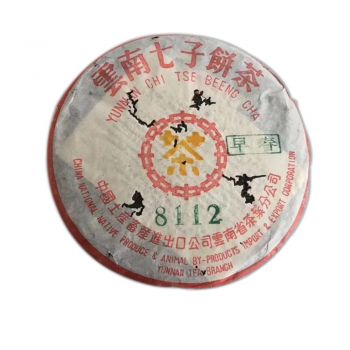 雲南七子餅茶
YUNNAN CHI TSE BEENG CHA
早春
茶
8112
中國土產畜產進出口公司雲南省茶葉分公司
CHINA NATIONAL NATIVE PRODUCE & ANIMAL BY-PRODUCTS IMPORT & EXPORT CORPORATION
YUNNAN TEA BRANCH